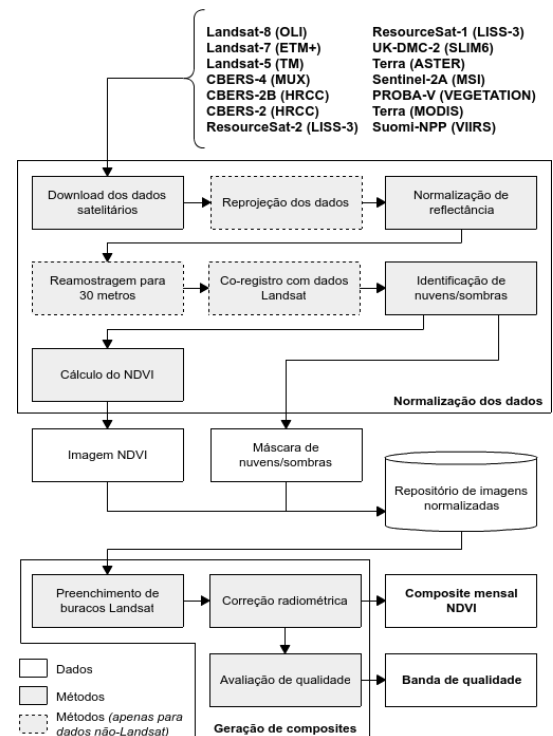 Landsat-8 (OLI)
Landsat-7 (ETM+)
Landsat-5 (TM)
CBERS-4 (MUX)
CBERS-2B (HRCC)
CBERS-2 (HRCC)
ResourceSat-2 (LISS-3)
ResourceSat-1 (LISS-3)
UK-DMC-2 (SLIM6)
Terra (ASTER)
Sentinel-2A (MSI)
PROBA-V (VEGETATION)
Terra (MODIS)
Suomi-NPP (VIIRS)
Download dos dados
satelitários
Reprojeção dos dados
Normalização de
reflectância
Reamostragem para
30 metros
Co-registro com dados
Landsat
Identificação de
nuvens/sombras
Cálculo do NDVI
Normalização dos dados
Imagem NDVI
Máscara de
nuvens/sombras
Repositório de imagens
normalizadas
Preenchimento de
buracos Landsat
Correção radiométrica
Composite mensal
NDVI
Avaliação de qualidade
Banda de qualidade
Geração de composites
Dados
Métodos
Métodos (apenas para
dados não-Landsat)